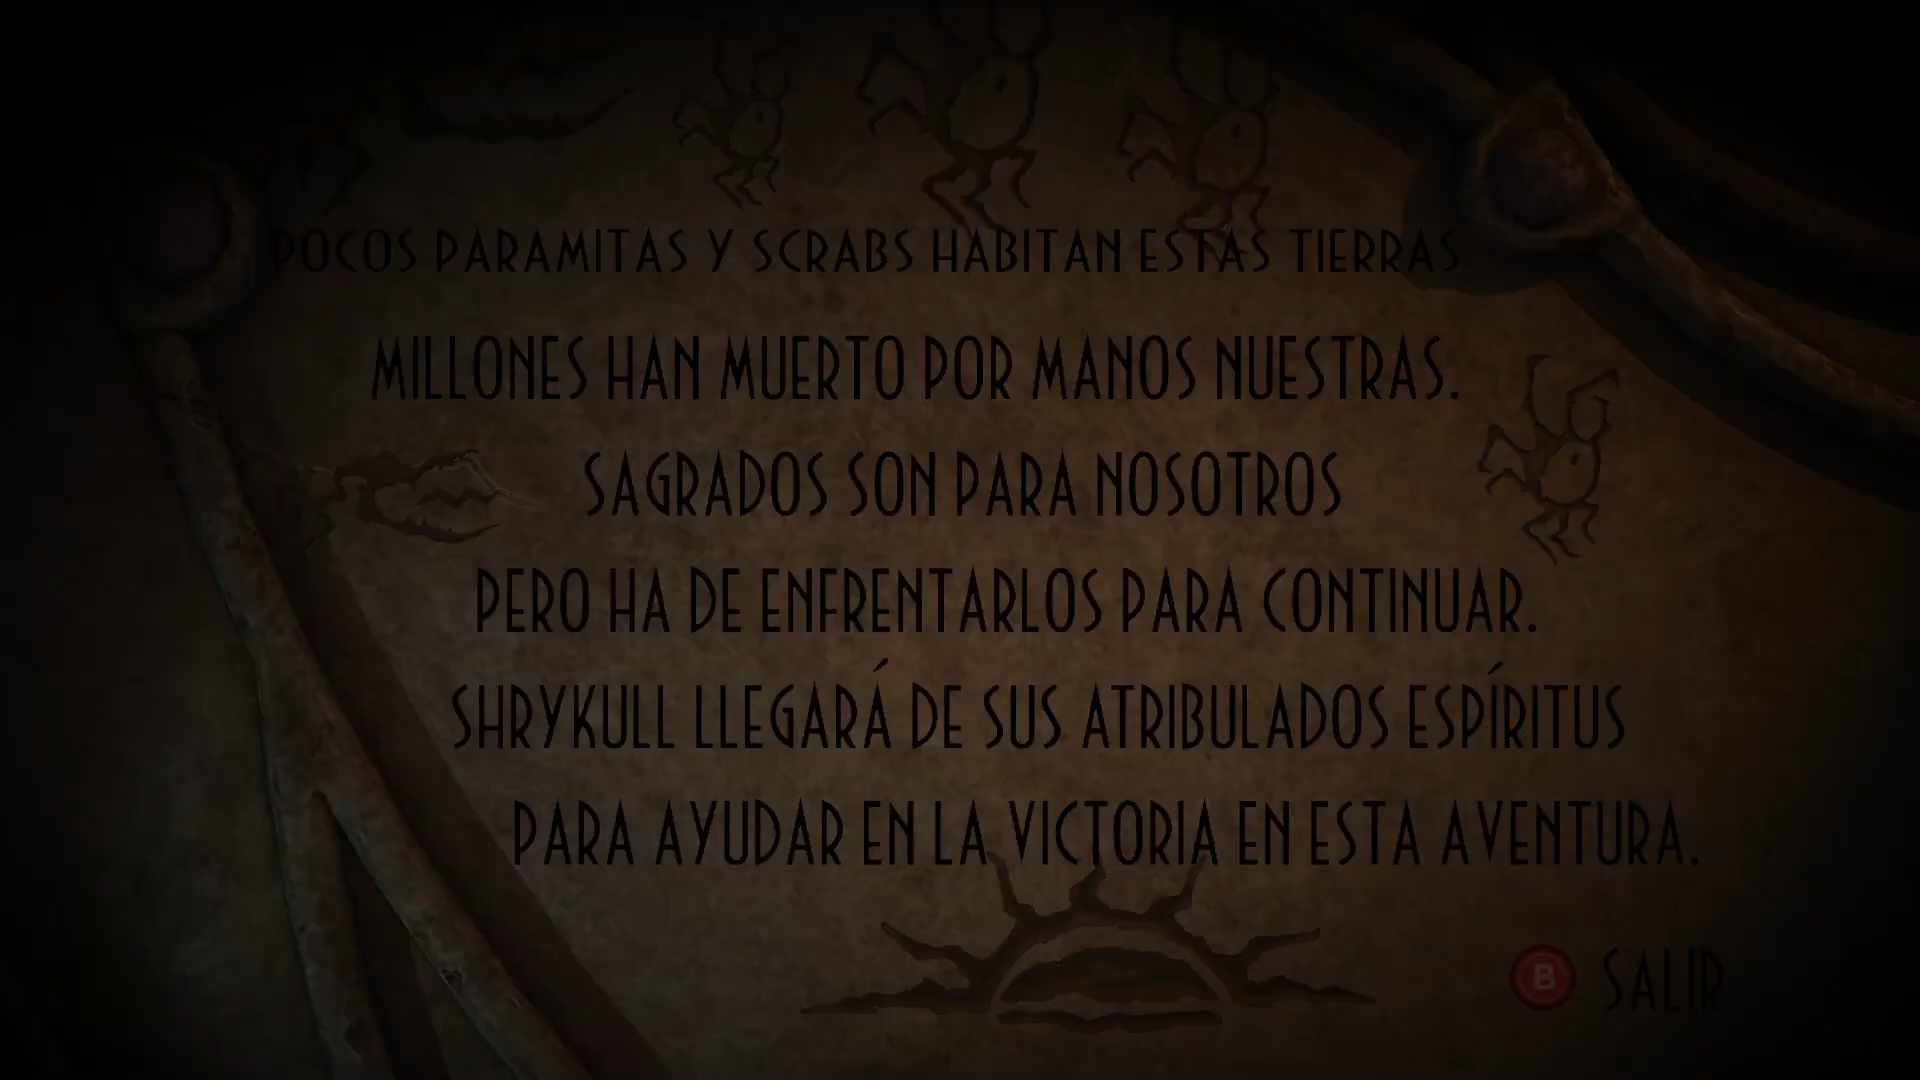 POCOS PARAMITAS Y SCRABS HABITAN ESTAS TIERRAS
MILLONES HAN MUERTO POR MANOS NUESTRAS.
SAGRADOS SON PARA NOSOTROS
PERO HA DE ENFRENTARLOS PARA CONTINUAR.
SHRYKULL LLEGARÁ DE SUS ATRIBULADOS ESPÍRITUS
PARA AYUDAR EN LA VICTORIA EN ESTA AVENTURA.
B SALIR